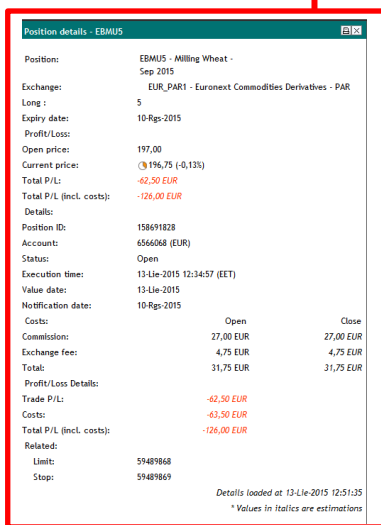 Position details - EBMU5
Position: EBMU5 - Milling Wheat -
Sep 2015
Exchange: EUR_PAR1 - Euronext Commodities Derivatives - PAR
Long : 5
Expiry date: 10-Rgs-2015
Profit/Loss:
Open price: 197,00
Current price: 196,75 (-0,13%)
Total P/L: -62,50 EUR
Total P/L (incl. costs): -126,00 EUR
Details:
Position ID: 158691828
Account: 6566068 (EUR)
Status: Open
Execution time: 13-Lie-2015 12:34:57 (EET)
Value date: 13-Lie-2015
Notification date: 10-Rgs-2015
Costs: Open Close
Commission: 27,00 EUR 27,00 EUR
Exchange fee: 4,75 EUR 4,75 EUR
Total: 31,75 EUR 31,75 EUR
Profit/Loss Details:
Trade P/L: -62,50 EUR
Costs: -63,50 EUR
Total P/L (incl. costs): -126,00 EUR
Related:
Limit: 59489868
Stop: 59489869
Details loaded at 13-Lie-2015 12:51:35
* Values in italics are estimations